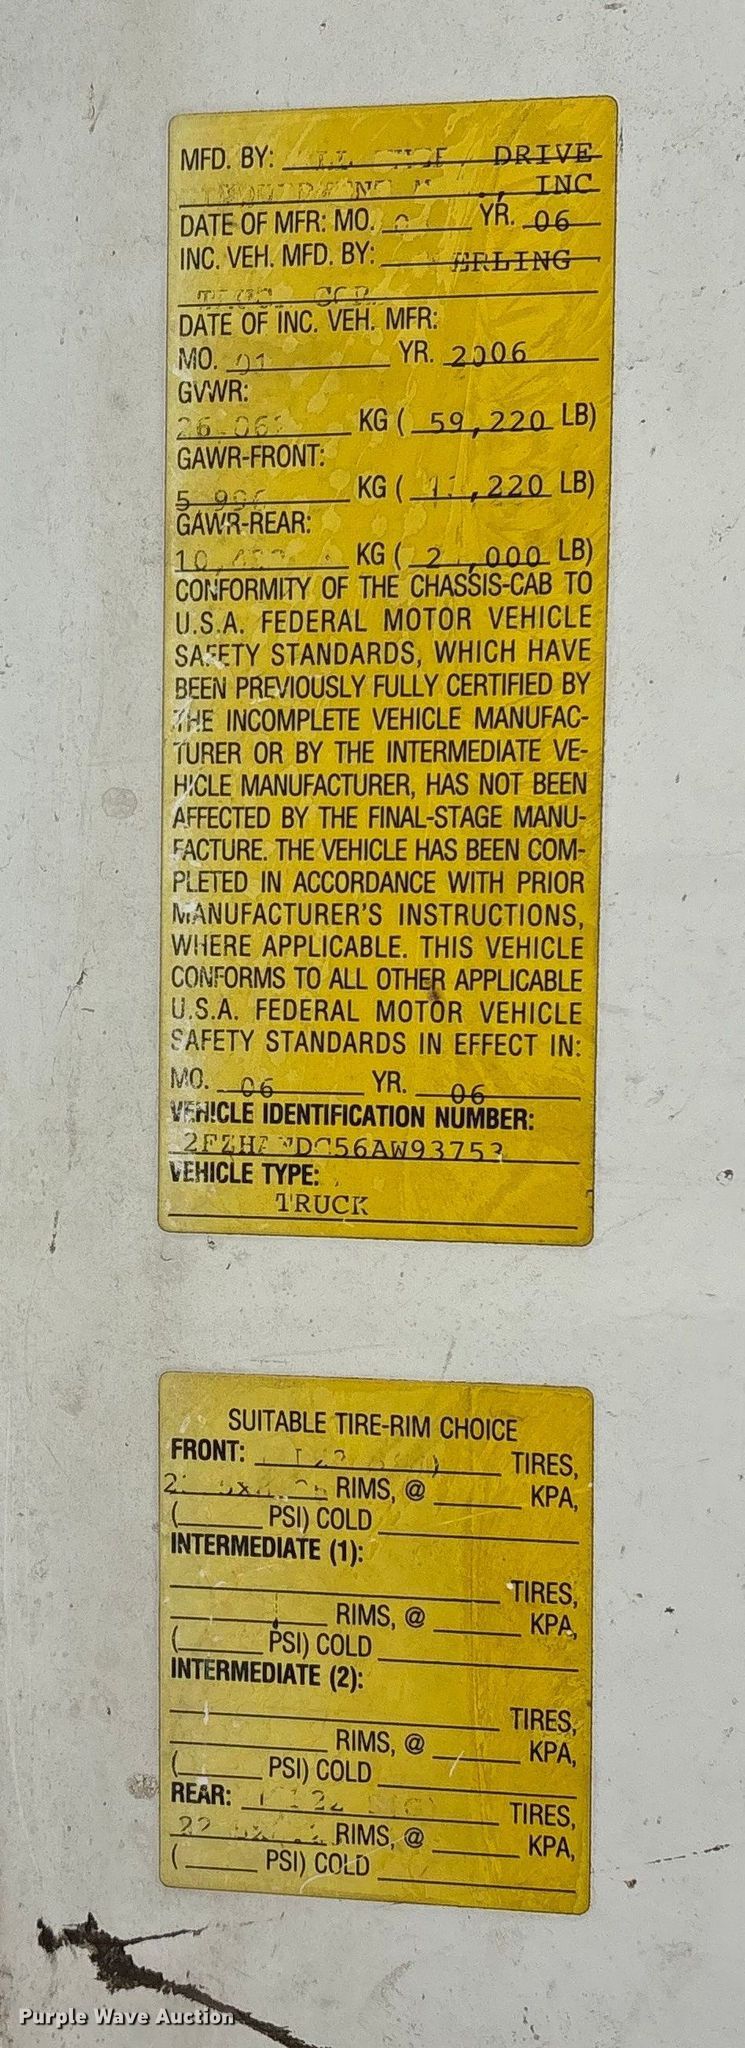 MFD. BY: DRIVE
INC
DATE OF MFR: MO. YR. 06
INC. VEH. MFD. BY:
DATE OF INC. VEH. MFR:
MO. 01 YR. 2006
GVWR:
KG ( 59,220 LB)
GAWR-FRONT:
KG ( LB)
GAWR-REAR:
KG ( LB)
CONFORMITY OF THE CHASSIS-CAB TO
U.S.A. FEDERAL MOTOR VEHICLE
SAFETY STANDARDS, WHICH HAVE
BEEN PREVIOUSLY FULLY CERTIFIED BY
THE INCOMPLETE VEHICLE MANUFAC-
TURER OR BY THE INTERMEDIATE VE-
HICLE MANUFACTURER, HAS NOT BEEN
AFFECTED BY THE FINAL-STAGE MANU-
FACTURE. THE VEHICLE HAS BEEN COM-
PLETED IN ACCORDANCE WITH PRIOR
MANUFACTURER'S INSTRUCTIONS,
WHERE APPLICABLE. THIS VEHICLE
CONFORMS TO ALL OTHER APPLICABLE
U.S.A. FEDERAL MOTOR VEHICLE
SAFETY STANDARDS IN EFFECT IN:
MO. 06 YR. 06
VEHICLE IDENTIFICATION NUMBER:
VEHICLE TYPE:
TRUCK
SUITABLE TIRE-RIM CHOICE
FRONT: TIRES,
RIMS, @ KPA,
( PSI) COLD
INTERMEDIATE (1):
TIRES,
RIMS, @ KPA,
( PSI) COLD
INTERMEDIATE (2):
TIRES,
RIMS, @ KPA,
( PSI) COLD
REAR: TIRES,
RIMS, @ KPA,
( PSI) COLD
Purple Wave Auction